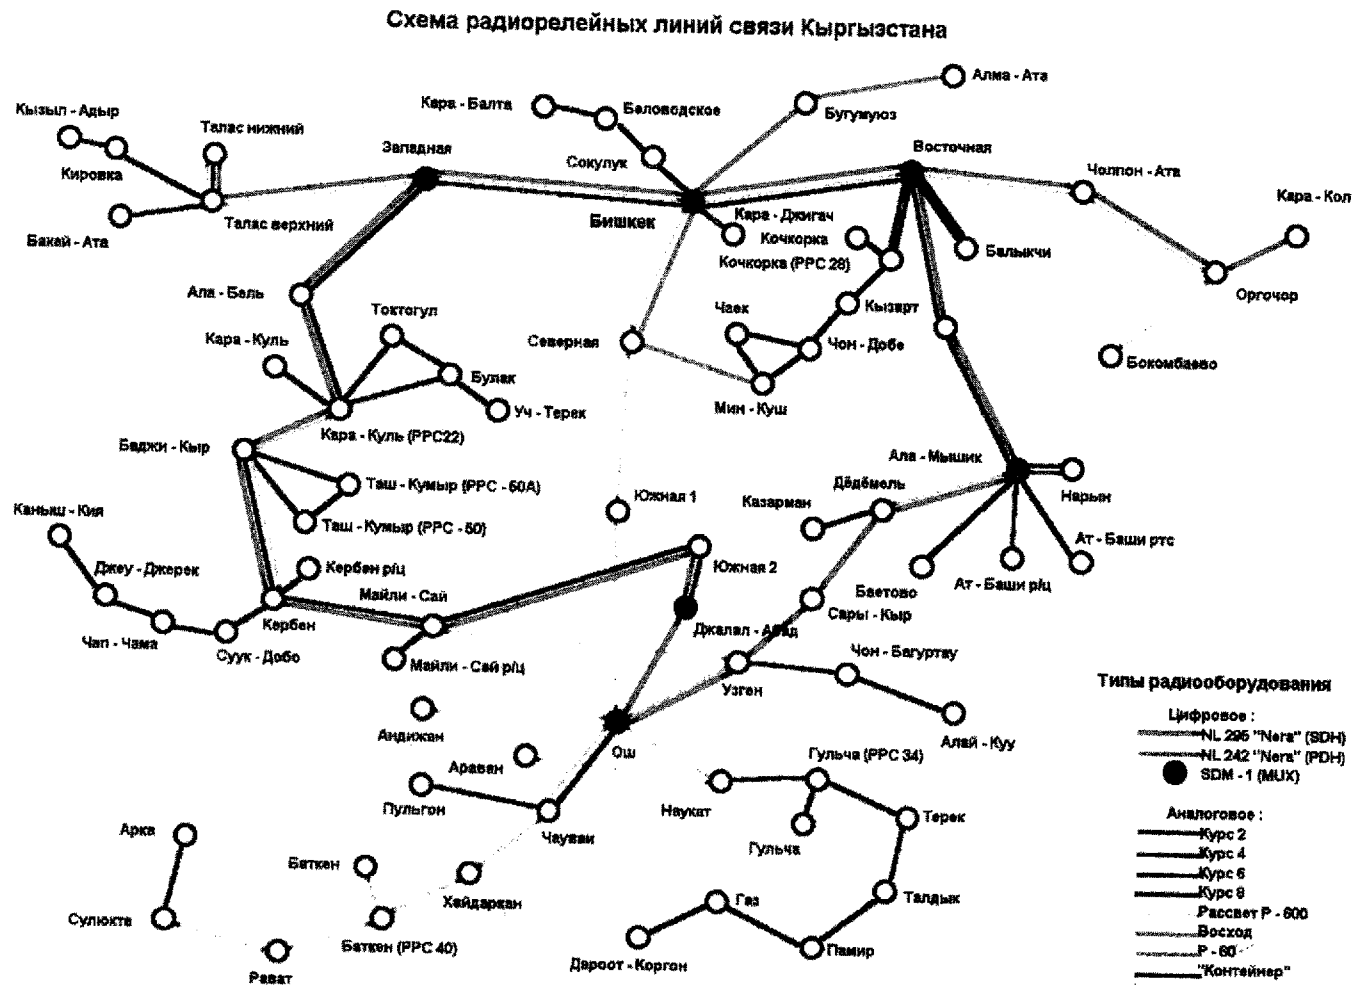 Схема радиорелейных линий связи Кыргызстана
Алма - Ата
Кара - Балта
Беловодское
Бугумуюз
Кызыл - Адыр
Талас нижний
Западная
Восточная
Сокулук
Чолпон - Ата
Кировка
Кара - Кол
Бишкек
Кара - Джигач
Талас верхний
Кочкорка
Бакай - Ата
Кочкорка (РРС 28)
Балыкчи
Ала - Бель
Оргочор
Токтогул
Чаек
Кызарт
Кара - Куль
Северная
Чон - Добе
Бокомбаево
Булак
Мин - Куш
Уч - Терек
Кара - Куль (РРС22)
Баджи - Кыр
Ала - Мышик
Таш - Кумыр (РРС - 60А)
Дёдёмель
Нарын
Южная 1
Казарман
Каныш - Кия
Таш - Кумыр (РРС - 50)
Ат - Баши ртс
Джеу - Джерек
Кербен р/ц
Южная 2
Майли - Сай
Баетово
Ат - Баши р/ц
Сары - Кыр
Кербен
Джалал - Абад
Чап - Чама
Суук - Добо
Чон - Багуртау
Майли - Сай р/ц
Узген
Типы радиооборудования
Цифровое :
Андижан
Алай - Куу
NL 295 "Nera" (SDH)
Ош
Гульча (РРС 34)
NL 242 "Nera" (PDH)
Араван
SDM - 1 (MUX)
Пульгон
Наукат
Аналоговое :
Терек
Арка
Чауваи
Курс 2
Гульча
Курс 4
Баткен
Курс 6
Хайдаркан
Газ
Талдык
Курс 8
Сулюкта
Рассвет Р - 600
Баткен (РРС 40)
Восход
Памир
Р - 60
Дароот - Коргон
Рават
"Контейнер"